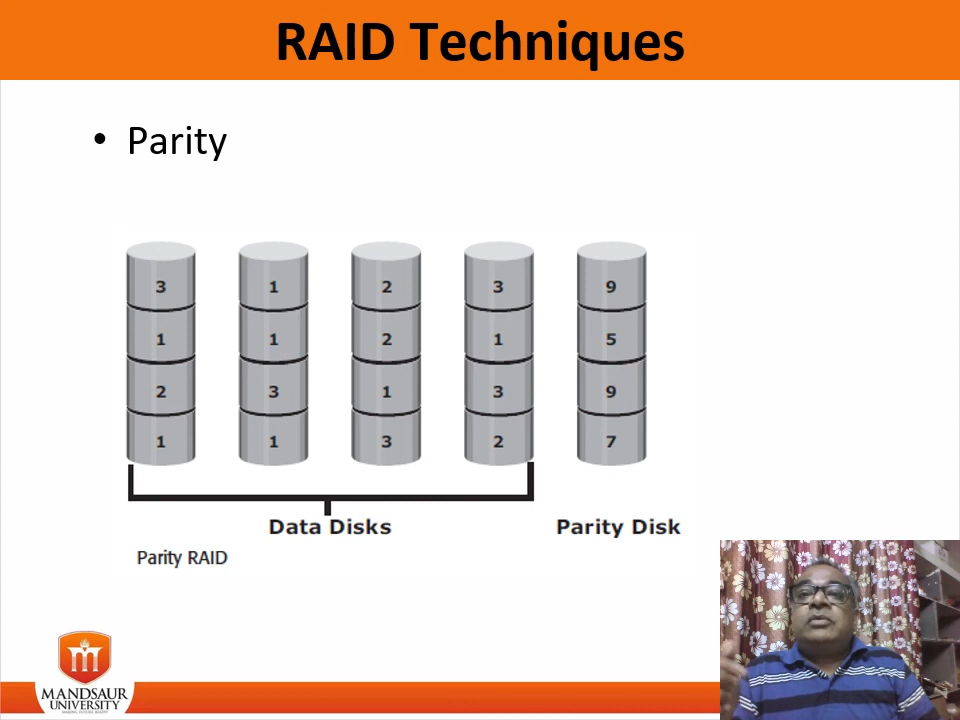 RAID Techniques
• Parity
3 1 2 3 9
1 1 2 1 5
2 3 1 3 9
1 1 3 2 7
Data Disks Parity Disk
Parity RAID
MANDSAUR
UNIVERSITY